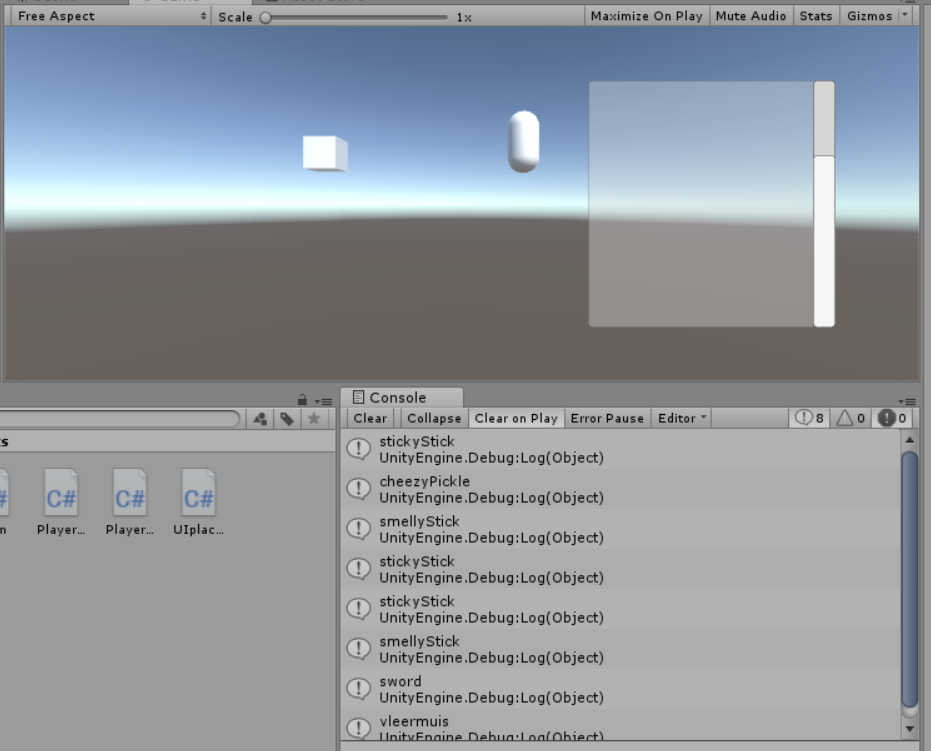 Free Aspect
Scale
1x
Maximize On Play
Mute Audio
Stats
Gizmos
Console
Clear
Collapse
Clear on Play
Error Pause
Editor
8
0
0
s
C#
C#
C#
Player...
Player...
UIplac...
stickyStick
UnityEngine.Debug:Log(Object)
cheezyPickle
UnityEngine.Debug:Log(Object)
smellyStick
UnityEngine.Debug:Log(Object)
stickyStick
UnityEngine.Debug:Log(Object)
stickyStick
UnityEngine.Debug:Log(Object)
smellyStick
UnityEngine.Debug:Log(Object)
sword
UnityEngine.Debug:Log(Object)
vleermuis
UnityEngine.Debug:Log(Object)